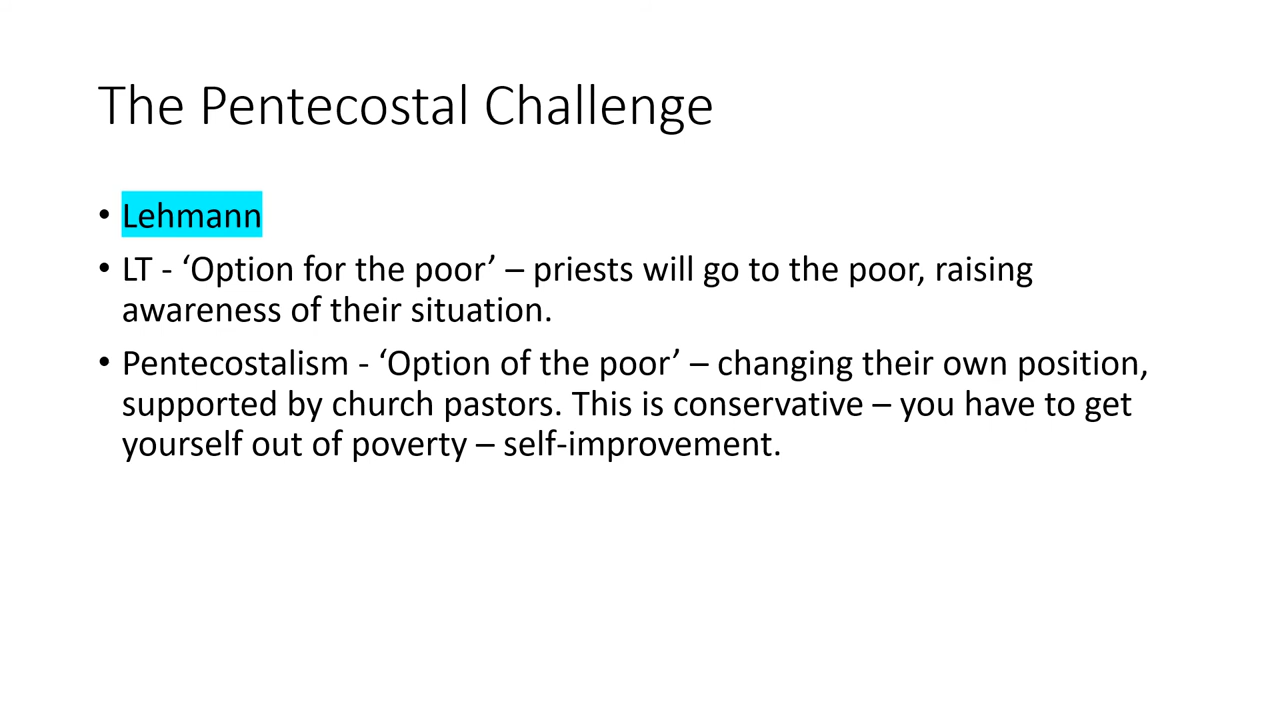 The Pentecostal Challenge
• Lehmann
• LT - ‘Option for the poor’ – priests will go to the poor, raising
awareness of their situation.
• Pentecostalism - ‘Option of the poor’ – changing their own position,
supported by church pastors. This is conservative – you have to get
yourself out of poverty – self-improvement.